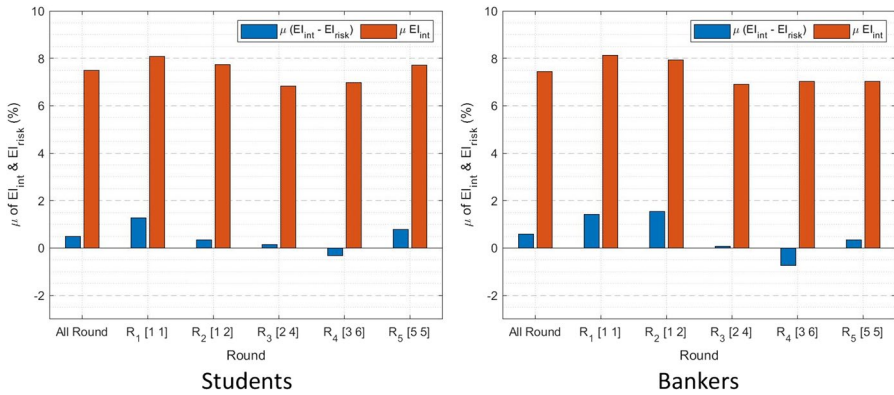 μ (EI_int - EI_risk) μ EI_int
10
8
6
4
2
0
-2
μ of EI_int & EI_risk (%)
All Round R_1 [1 1] R_2 [1 2] R_3 [2 4] R_4 [3 6] R_5 [5 5]
Round
Students
μ (EI_int - EI_risk) μ EI_int
10
8
6
4
2
0
-2
μ of EI_int & EI_risk (%)
All Round R_1 [1 1] R_2 [1 2] R_3 [2 4] R_4 [3 6] R_5 [5 5]
Round
Bankers